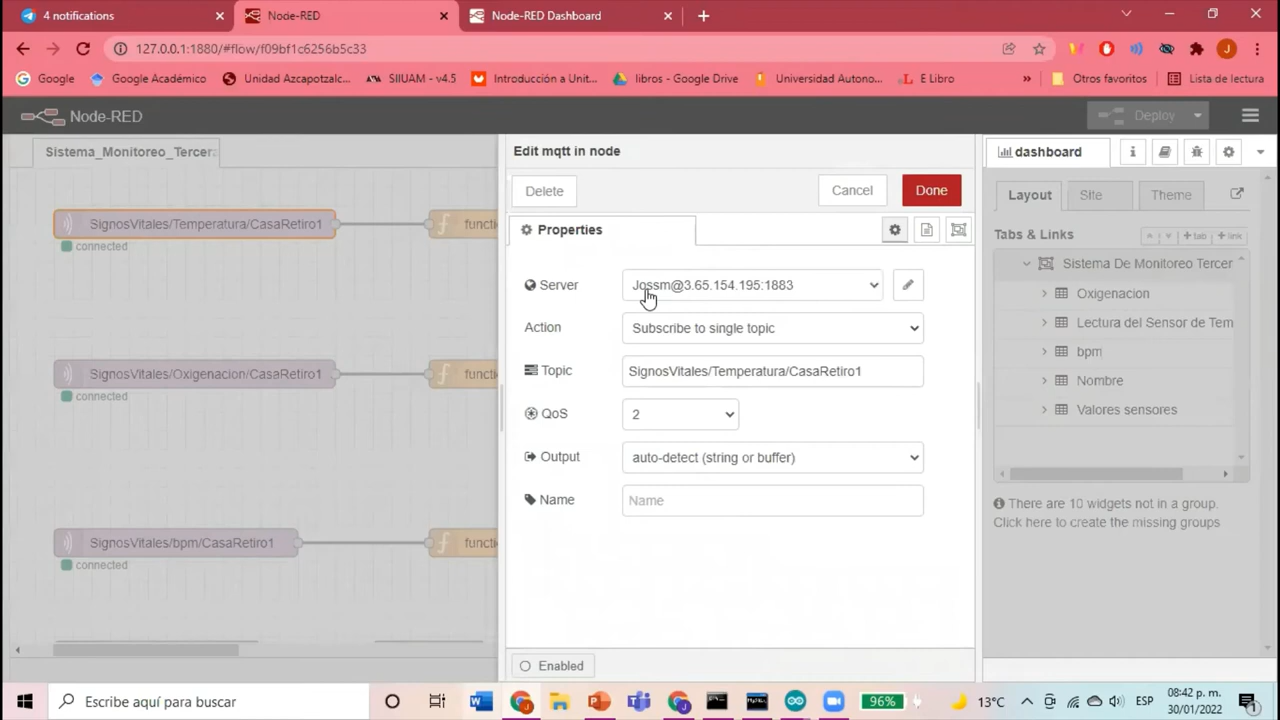 4 notifications
Node-RED
Node-RED Dashboard
127.0.0.1:1880/#flow/f09bf1c6256b5c33
J
Google
Google Académico
Unidad Azcapotzalc...
SIIUAM - v4.5
Introducción a Unit...
libros - Google Drive
Universidad Autono...
E Libro
»
Otros favoritos
Lista de lectura
Node-RED
Deploy
Sistema_Monitoreo_Tercer
SignosVitales/Temperatura/CasaRetiro1
functi
connected
SignosVitales/Oxigenacion/CasaRetiro1
functi
connected
SignosVitales/bpm/CasaRetiro1
functi
connected
Edit mqtt in node
Delete
Cancel
Done
Properties
Server
Jossm@3.65.154.195:1883
Action
Subscribe to single topic
Topic
SignosVitales/Temperatura/CasaRetiro1
QoS
2
Output
auto-detect (string or buffer)
Name
Name
Enabled
dashboard
Layout
Site
Theme
Tabs & Links
+tab
+link
Sistema De Monitoreo Tercer
Oxigenacion
Lectura del Sensor de Tem
bpm
Nombre
Valores sensores
There are 10 widgets not in a group.
Click here to create the missing groups
Escribe aquí para buscar
96%
13°C
ESP
08:42 p. m.
30/01/2022
1